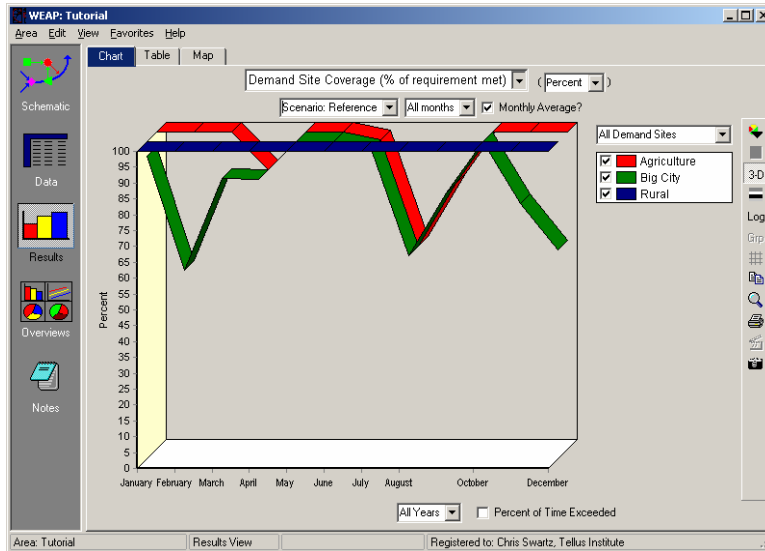 WEAP: Tutorial
Area Edit View Favorites Help
Chart Table Map
Schematic
Data
Results
Overviews
Notes
Demand Site Coverage (% of requirement met) ( Percent )
Scenario: Reference All months Monthly Average?
All Demand Sites
Agriculture
Big City
Rural
3-D
Log
Grp
Percent
100
95
90
85
80
75
70
65
60
55
50
45
40
35
30
25
20
15
10
5
0
January February March April May June July August October December
All Years Percent of Time Exceeded
Area: Tutorial Results View Registered to: Chris Swartz, Tellus Institute